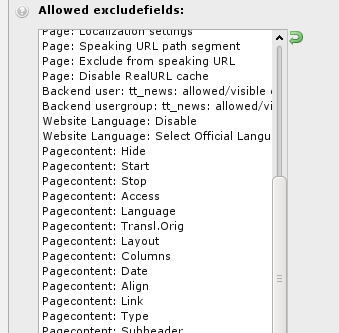 Allowed excludefields:
Page: Localization settings
Page: Speaking URL path segment
Page: Exclude from speaking URL
Page: Disable RealURL cache
Backend user: tt_news: allowed/visible
Backend usergroup: tt_news: allowed/vi
Website Language: Disable
Website Language: Select Official Langu
Pagecontent: Hide
Pagecontent: Start
Pagecontent: Stop
Pagecontent: Access
Pagecontent: Language
Pagecontent: Transl.Orig
Pagecontent: Layout
Pagecontent: Columns
Pagecontent: Date
Pagecontent: Align
Pagecontent: Link
Pagecontent: Type
Pagecontent: Subheader